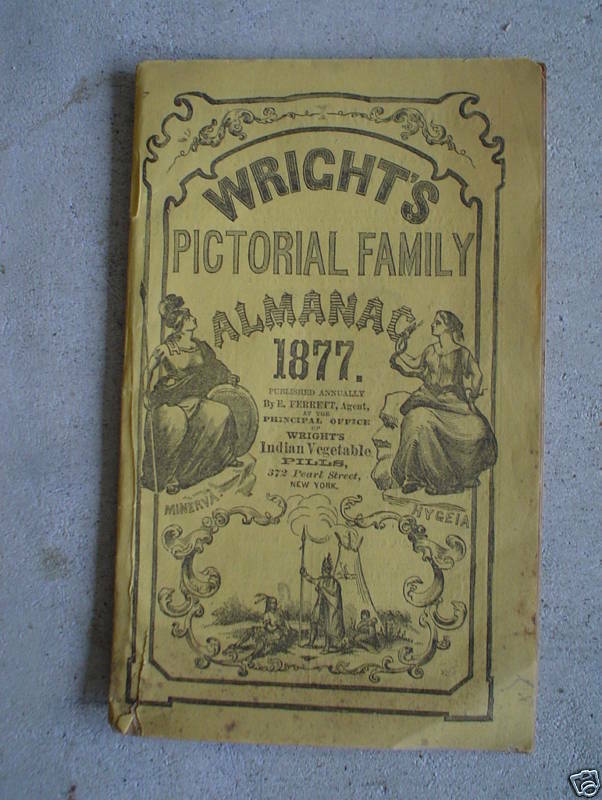 WRIGHT'S
PICTORIAL FAMILY
ALMANAC
1877.
PUBLISHED ANNUALLY
By E. FERRETT, Agent,
AT THE
PRINCIPAL OFFICE
OF
WRIGHT'S
Indian Vegetable
PILLS,
372 Pearl Street,
NEW YORK.
MINERVA.
HYGEIA